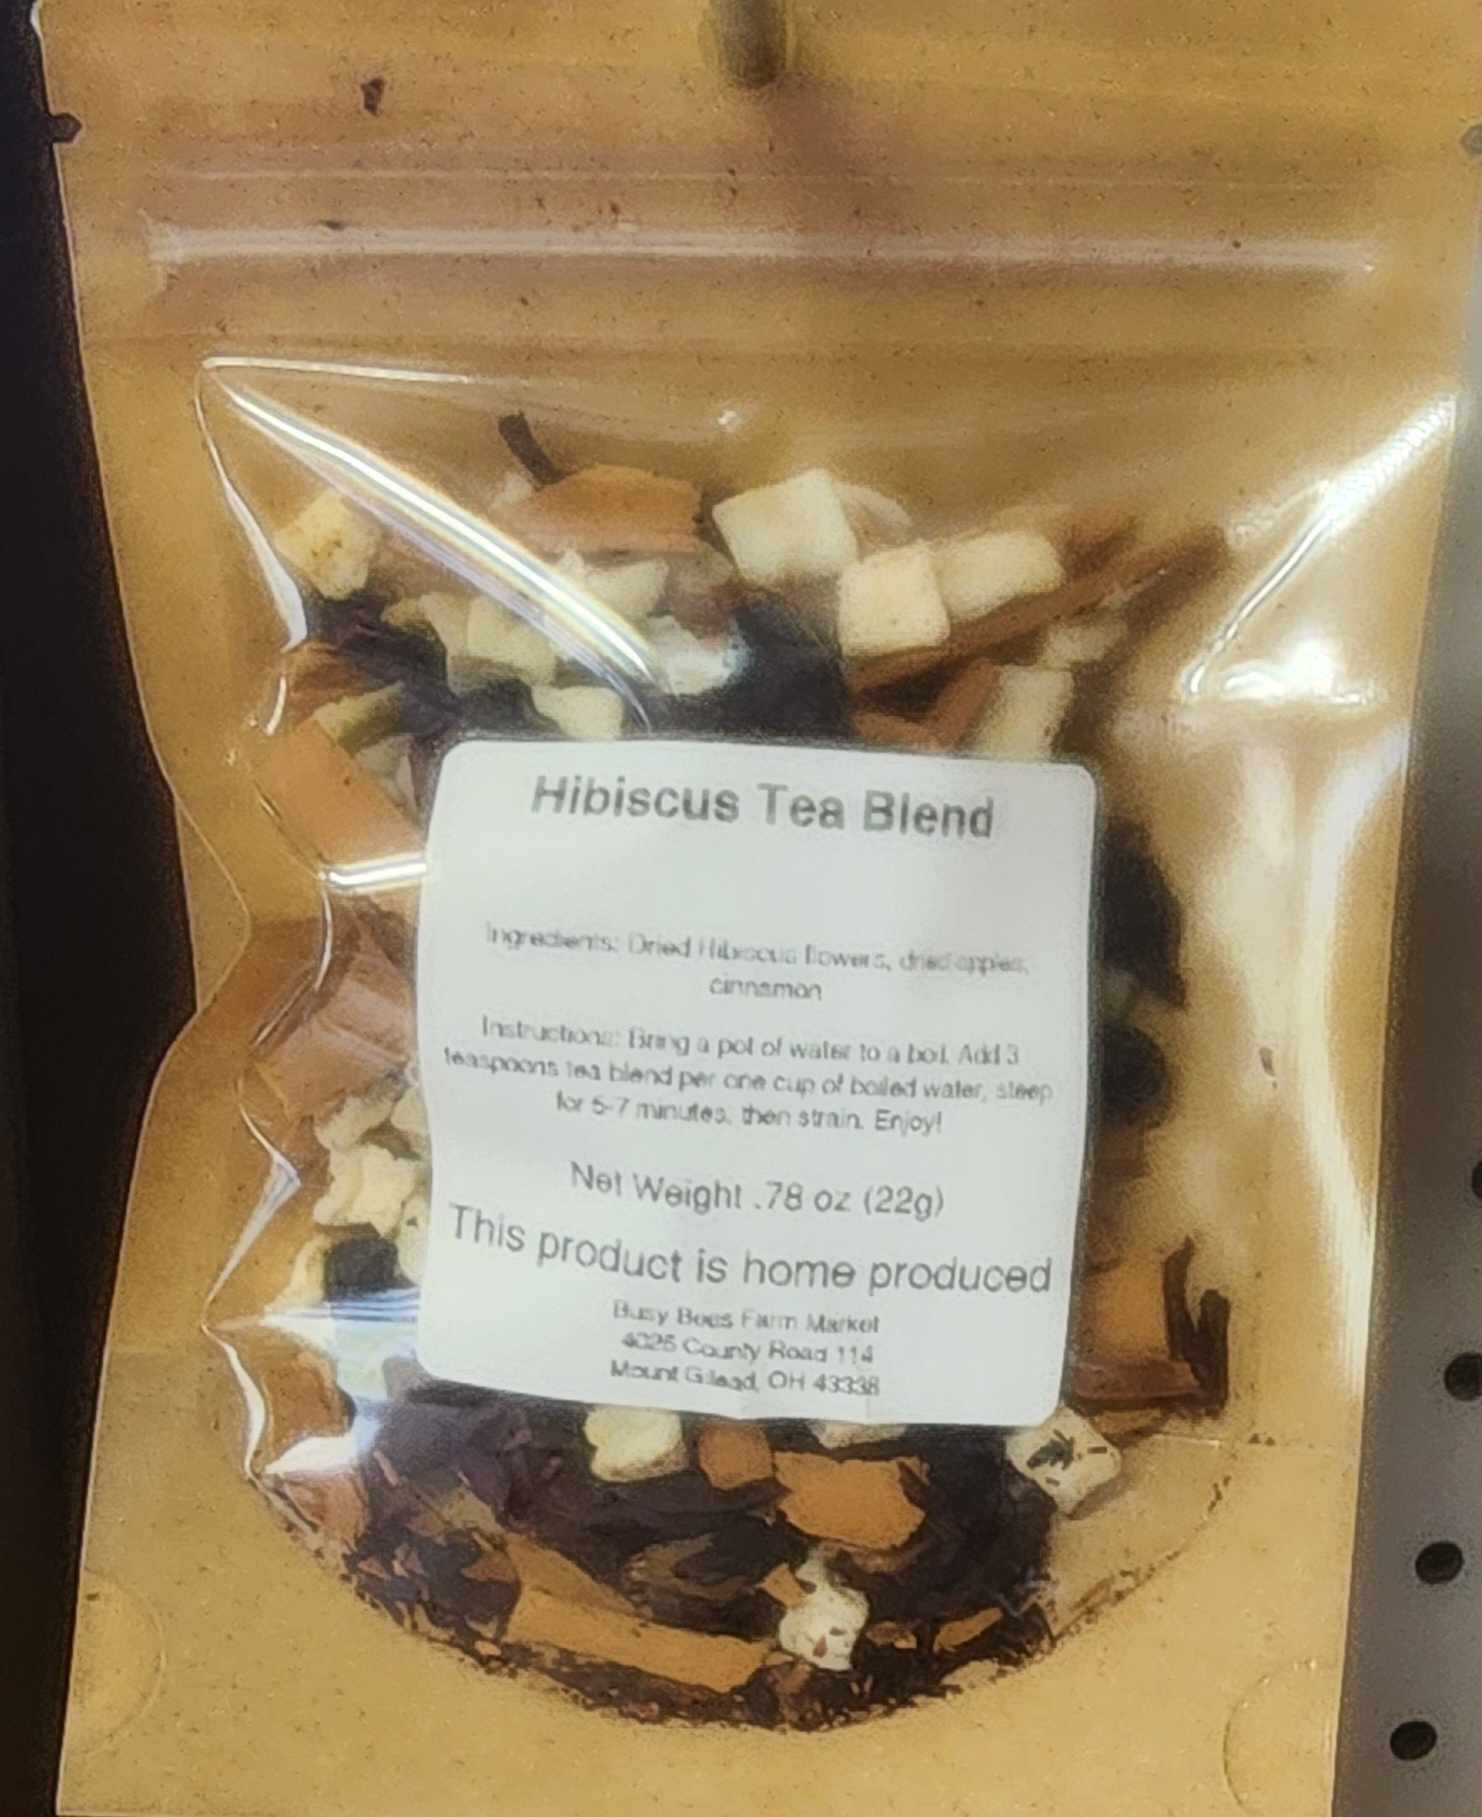 Hibiscus Tea Blend
Ingredients: Dried Hibiscus flowers, dried apples,
cinnamon
Instructions: Bring a pot of water to a boil. Add 3
teaspoons tea blend per one cup of boiled water, steep
for 5-7 minutes, then strain. Enjoy!
Net Weight .78 oz (22g)
This product is home produced
Busy Bees Farm Market
4025 County Road 114
Mount Gilead, OH 43338